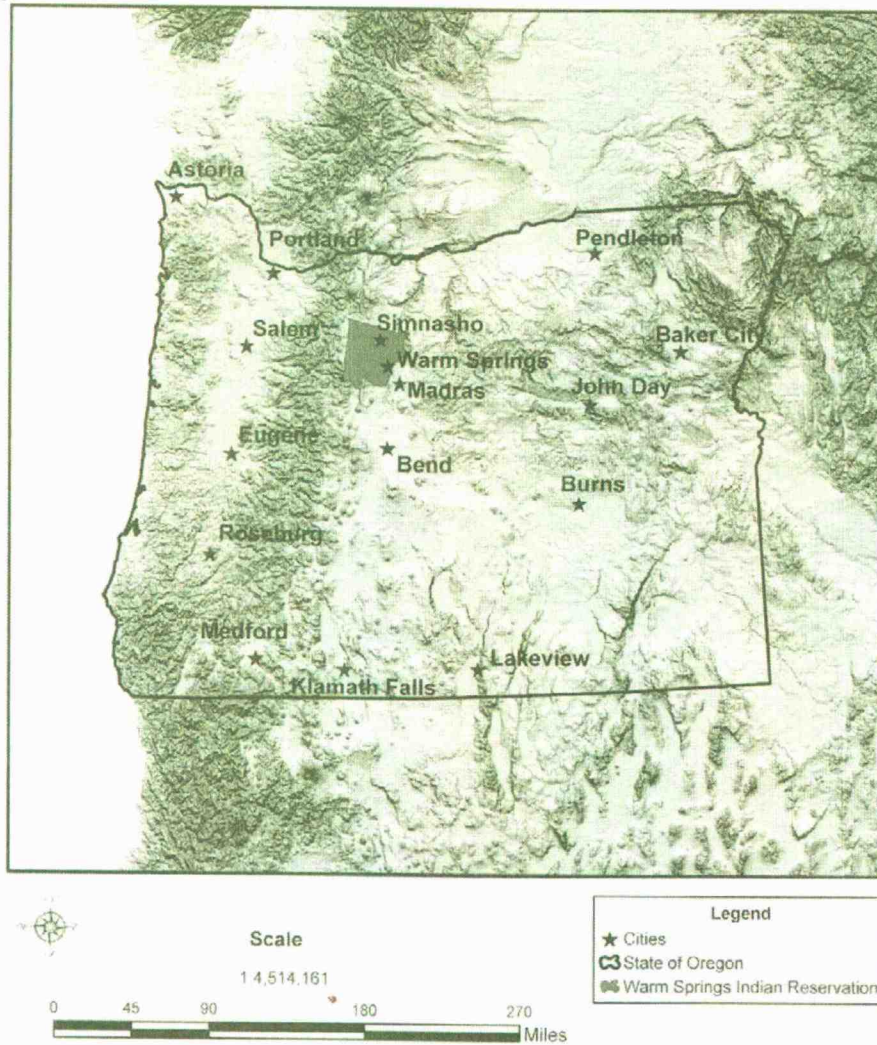 Astoria
Portland
Pendleton
Salem
Simnasho
Baker City
Warm Springs
Madras
John Day
Eugene
Bend
Burns
Roseburg
Medford
Lakeview
Klamath Falls
Scale
1 4,514,161
0 45 90 180 270
Miles
Legend
Cities
State of Oregon
Warm Springs Indian Reservation